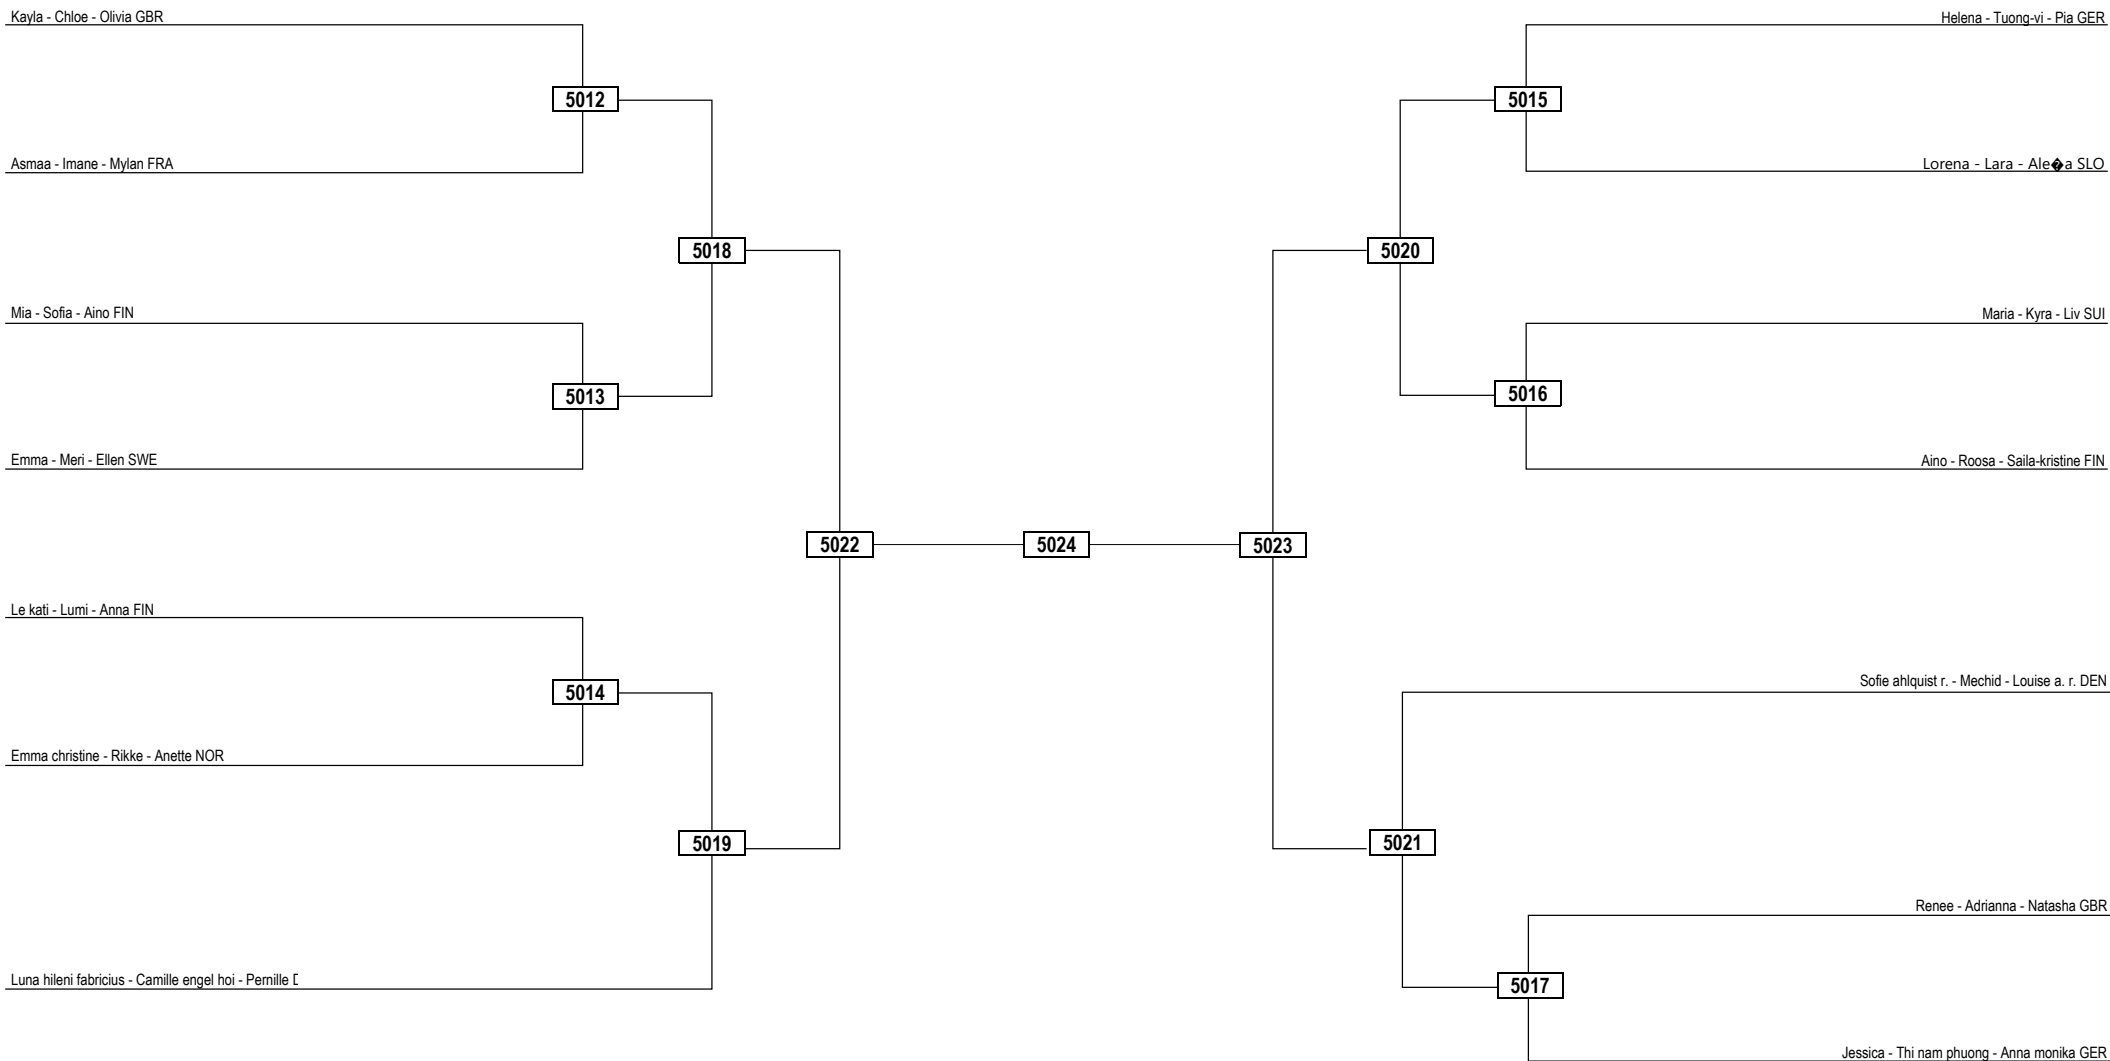 Kayla - Chloe - Olivia GBR
5012
Asmaa - Imane - Mylan FRA
5018
Mia - Sofia - Aino FIN
5013
Emma - Meri - Ellen SWE
5022
Le kati - Lumi - Anna FIN
5014
Emma christine - Rikke - Anette NOR
5019
Luna hileni fabricius - Camille engel hoi - Pernille
5024
Helena - Tuong-vi - Pia GER
5015
Lorena - Lara - Ale�a SLO
5020
Maria - Kyra - Liv SUI
5016
Aino - Roosa - Saila-kristine FIN
5023
Sofie ahlquist r. - Mechid - Louise a. r. DEN
5021
Renee - Adrianna - Natasha GBR
5017
Jessica - Thi nam phuong - Anna monika GER